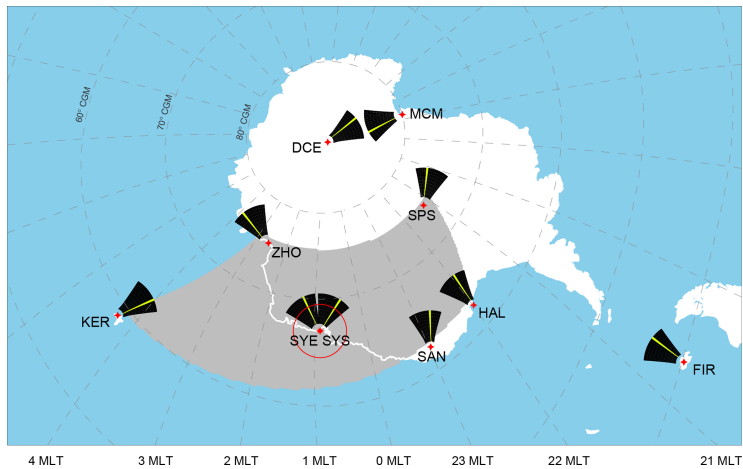 60° CGM
70° CGM
80° CGM
MCM
DCE
SPS
ZHO
KER
SYE SYS
HAL
SAN
FIR
4 MLT 3 MLT 2 MLT 1 MLT 0 MLT 23 MLT 22 MLT 21 MLT